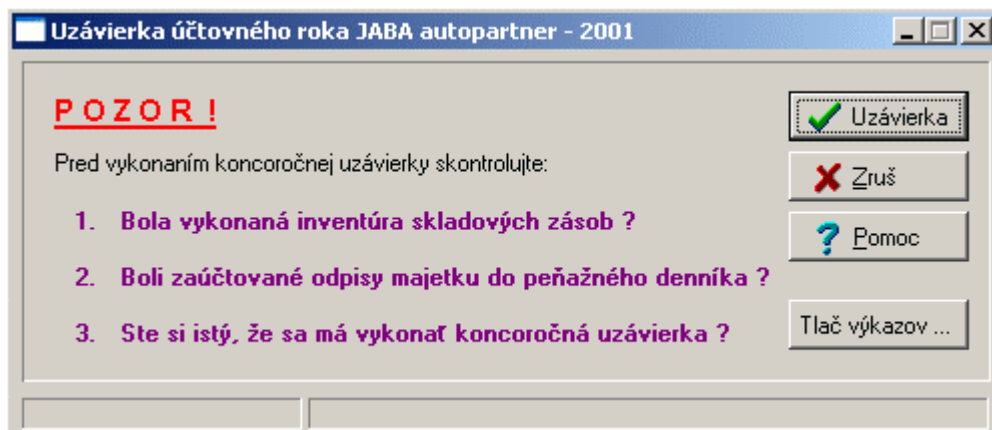 Uzávierka účtovného roka JABA autopartner - 2001
P O Z O R !
Pred vykonaním koncoročnej uzávierky skontrolujte:
1. Bola vykonaná inventúra skladových zásob ?
2. Boli zaúčtované odpisy majetku do peňažného denníka ?
3. Ste si istý, že sa má vykonať koncoročná uzávierka ?
Uzávierka
Zruš
Pomoc
Tlač výkazov ...